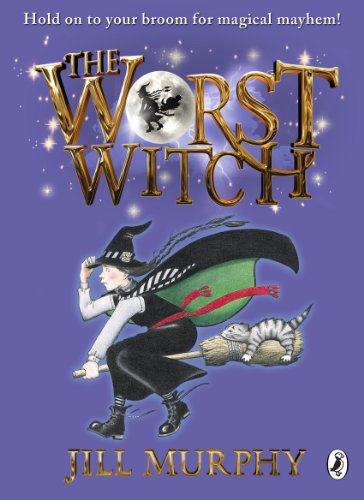 Hold on to your broom for magical mayhem!
THE
WORST
WITCH
JILL MURPHY